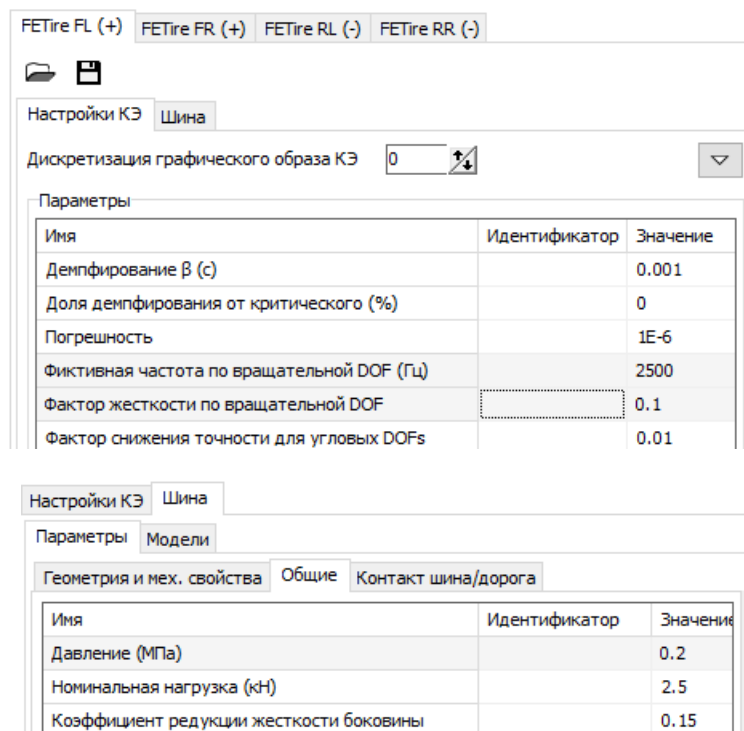 FETire FL (+) FETire FR (+) FETire RL (-) FETire RR (-)
Настройки КЭ Шина
Дискретизация графического образа КЭ 0
Параметры
Имя Идентификатор Значение
Демпфирование β (с) 0.001
Доля демпфирования от критического (%) 0
Погрешность 1E-6
Фиктивная частота по вращательной DOF (Гц) 2500
Фактор жесткости по вращательной DOF 0.1
Фактор снижения точности для угловых DOFs 0.01
Настройки КЭ Шина
Параметры Модели
Геометрия и мех. свойства Общие Контакт шина/дорога
Имя Идентификатор Значение
Давление (МПа) 0.2
Номинальная нагрузка (кН) 2.5
Коэффициент редукции жесткости боковины 0.15